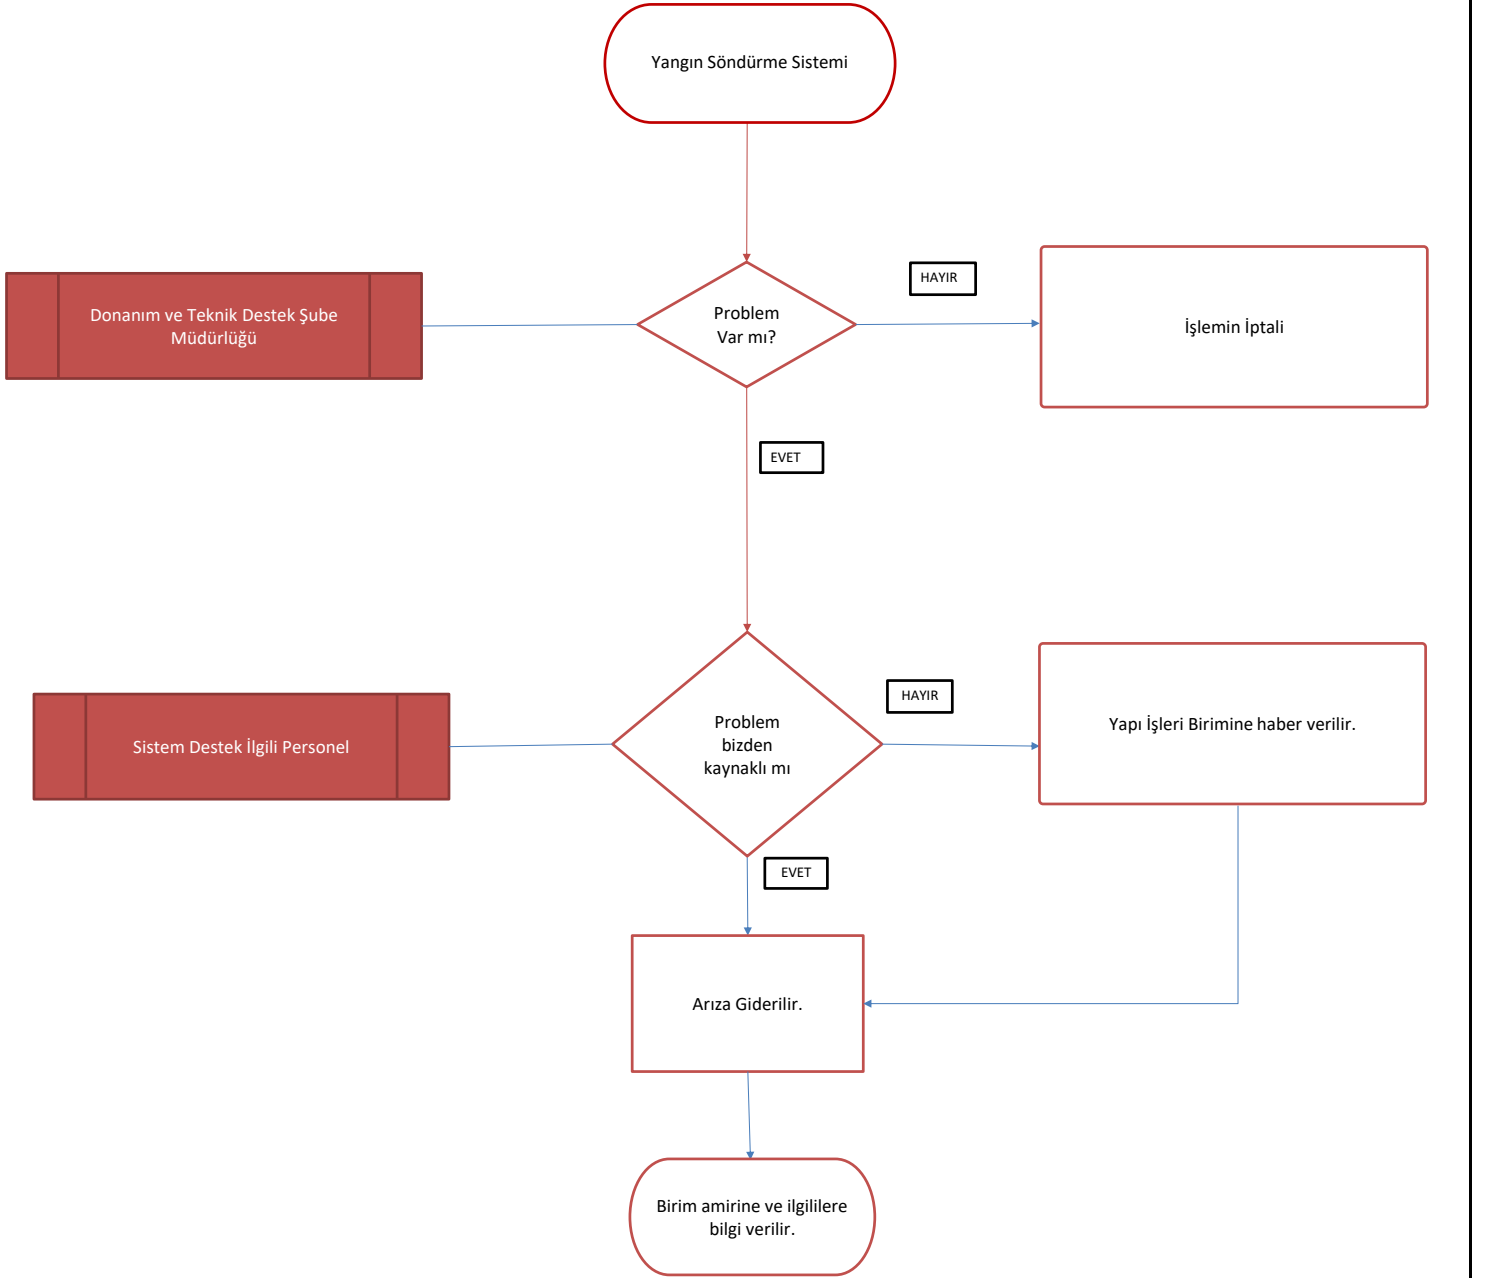 Yangın Söndürme Sistemi
Donanım ve Teknik Destek Şube
Müdürlüğü
Problem
Var mı?
HAYIR
İşlemin İptali
EVET
Sistem Destek İlgili Personel
Problem
bizden
kaynaklı mı
HAYIR
Yapı İşleri Birimine haber verilir.
EVET
Arıza Giderilir.
Birim amirine ve ilgililere
bilgi verilir.